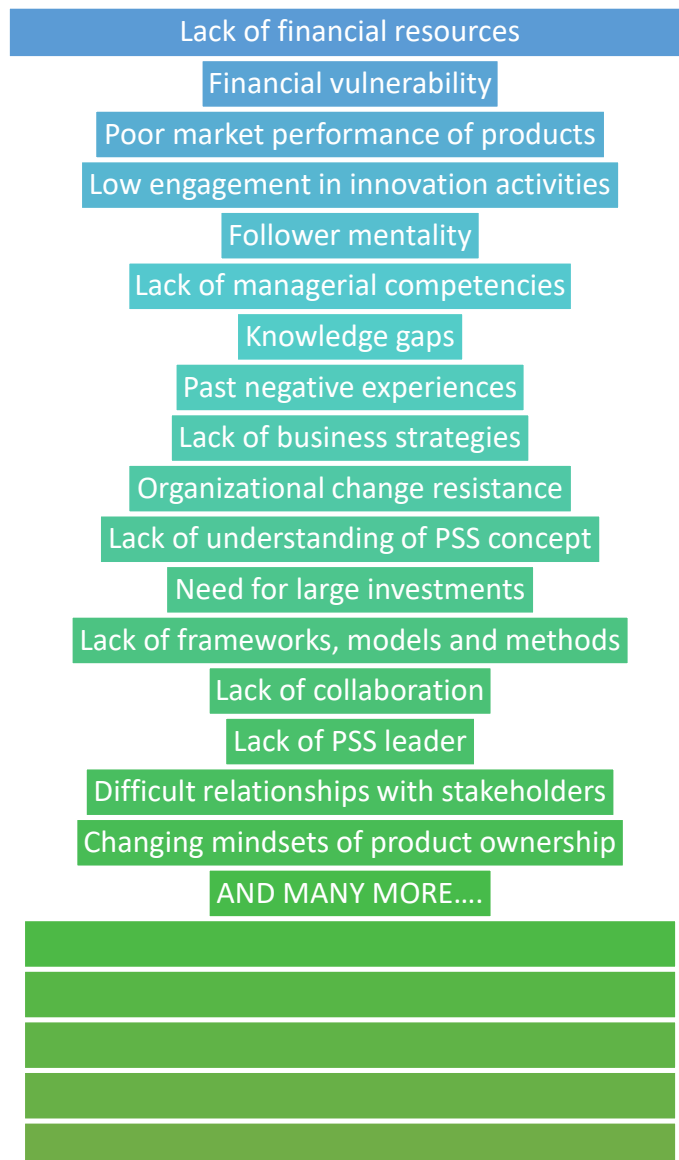 Lack of financial resources
Financial vulnerability
Poor market performance of products
Low engagement in innovation activities
Follower mentality
Lack of managerial competencies
Knowledge gaps
Past negative experiences
Lack of business strategies
Organizational change resistance
Lack of understanding of PSS concept
Need for large investments
Lack of frameworks, models and methods
Lack of collaboration
Lack of PSS leader
Difficult relationships with stakeholders
Changing mindsets of product ownership
AND MANY MORE….